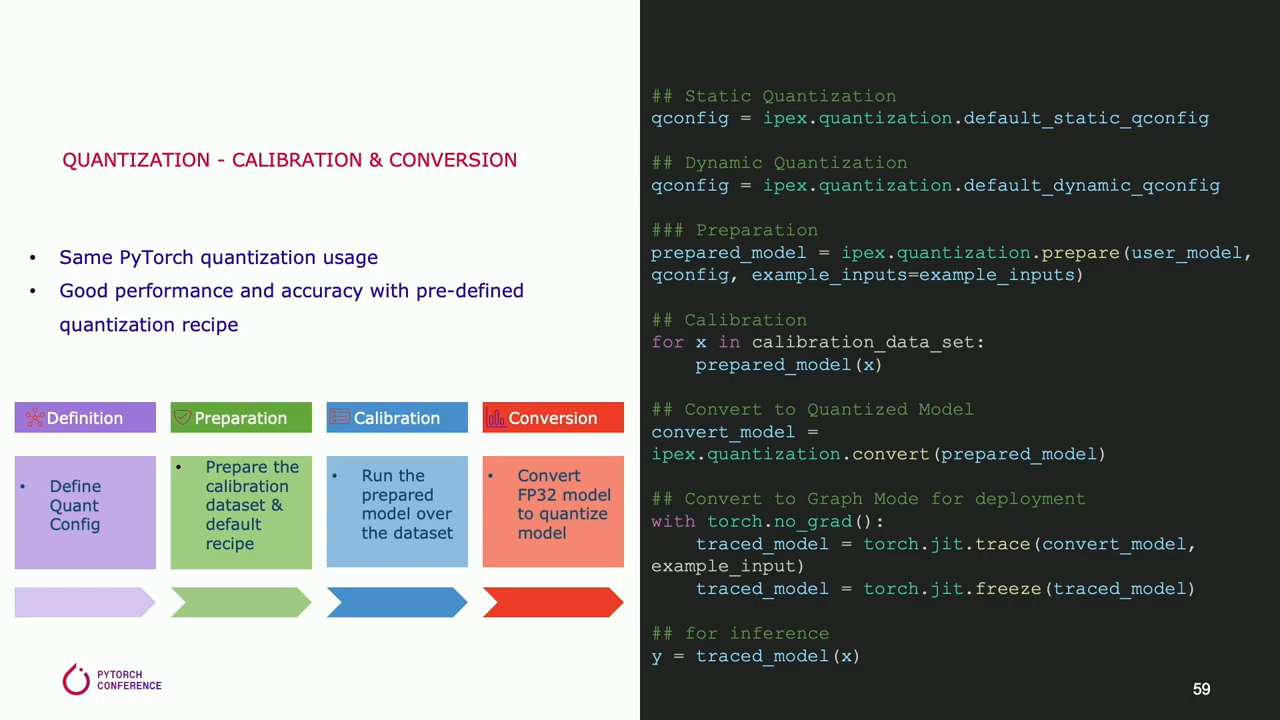 QUANTIZATION - CALIBRATION & CONVERSION
• Same PyTorch quantization usage
• Good performance and accuracy with pre-defined
quantization recipe
Definition
• Define
Quant
Config
Preparation
• Prepare the
calibration
dataset &
default
recipe
Calibration
• Run the
prepared
model over
the dataset
Conversion
• Convert
FP32 model
to quantize
model
PYTORCH
CONFERENCE
## Static Quantization
qconfig = ipex.quantization.default_static_qconfig
## Dynamic Quantization
qconfig = ipex.quantization.default_dynamic_qconfig
### Preparation
prepared_model = ipex.quantization.prepare(user_model,
qconfig, example_inputs=example_inputs)
## Calibration
for x in calibration_data_set:
    prepared_model(x)
## Convert to Quantized Model
convert_model =
ipex.quantization.convert(prepared_model)
## Convert to Graph Mode for deployment
with torch.no_grad():
    traced_model = torch.jit.trace(convert_model,
example_input)
    traced_model = torch.jit.freeze(traced_model)
## for inference
y = traced_model(x)
59